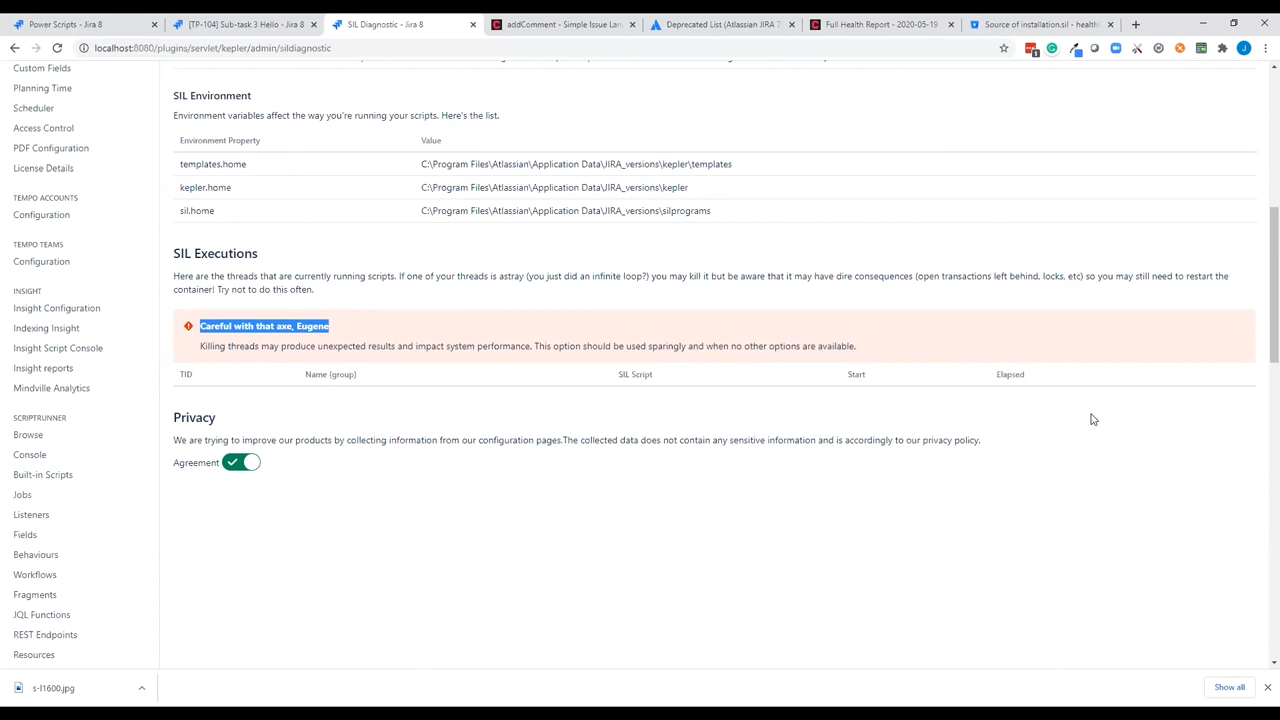 Power Scripts - Jira 8
[TP-104] Sub-task 3 Hello - Jira 8
SIL Diagnostic - Jira 8
addComment - Simple Issue Lan
Deprecated List (Atlassian JIRA 7
Full Health Report - 2020-05-19
Source of installation.sil - healthC
localhost:8080/plugins/servlet/kepler/admin/sildiagnostic
Custom Fields
Planning Time
Scheduler
Access Control
PDF Configuration
License Details
TEMPO ACCOUNTS
Configuration
TEMPO TEAMS
Configuration
INSIGHT
Insight Configuration
Indexing Insight
Insight Script Console
Insight reports
Mindville Analytics
SCRIPTRUNNER
Browse
Console
Built-in Scripts
Jobs
Listeners
Fields
Behaviours
Workflows
Fragments
JQL Functions
REST Endpoints
Resources
SIL Environment
Environment variables affect the way you're running your scripts. Here's the list.
Environment Property Value
templates.home C:\Program Files\Atlassian\Application Data\JIRA_versions\kepler\templates
kepler.home C:\Program Files\Atlassian\Application Data\JIRA_versions\kepler
sil.home C:\Program Files\Atlassian\Application Data\JIRA_versions\silprograms
SIL Executions
Here are the threads that are currently running scripts. If one of your threads is astray (you just did an infinite loop?) you may kill it but be aware that it may have dire consequences (open transactions left behind, locks, etc) so you may still need to restart the
container! Try not to do this often.
Careful with that axe, Eugene
Killing threads may produce unexpected results and impact system performance. This option should be used sparingly and when no other options are available.
TID Name (group) SIL Script Start Elapsed
Privacy
We are trying to improve our products by collecting information from our configuration pages.The collected data does not contain any sensitive information and is accordingly to our privacy policy.
Agreement
s-l1600.jpg
Show all